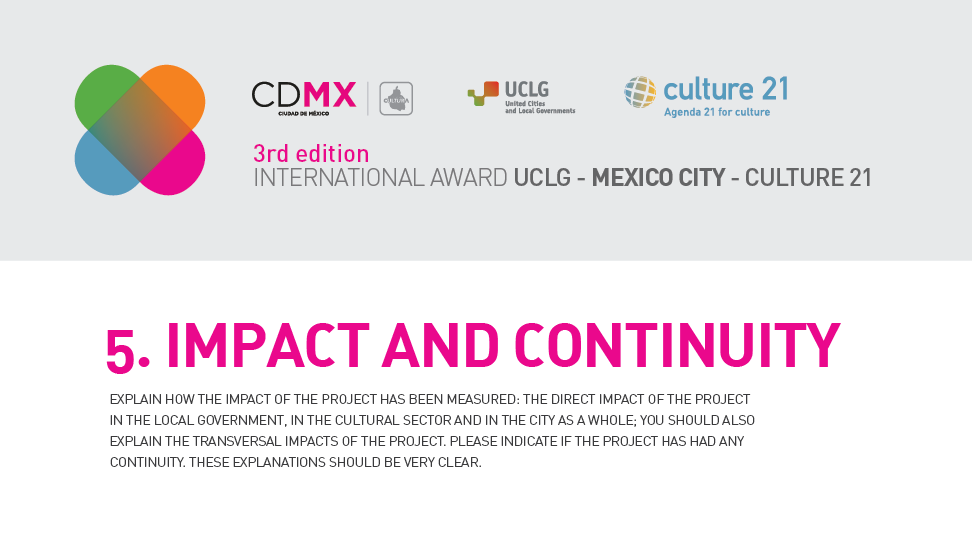 CDMX
CIUDAD DE MÉXICO
CULTURA
UCLG
United Cities
and Local Governments
culture 21
Agenda 21 for culture
3rd edition
INTERNATIONAL AWARD UCLG - MEXICO CITY - CULTURE 21
5. IMPACT AND CONTINUITY
EXPLAIN HOW THE IMPACT OF THE PROJECT HAS BEEN MEASURED: THE DIRECT IMPACT OF THE PROJECT
IN THE LOCAL GOVERNMENT, IN THE CULTURAL SECTOR AND IN THE CITY AS A WHOLE; YOU SHOULD ALSO
EXPLAIN THE TRANSVERSAL IMPACTS OF THE PROJECT. PLEASE INDICATE IF THE PROJECT HAS HAD ANY
CONTINUITY. THESE EXPLANATIONS SHOULD BE VERY CLEAR.